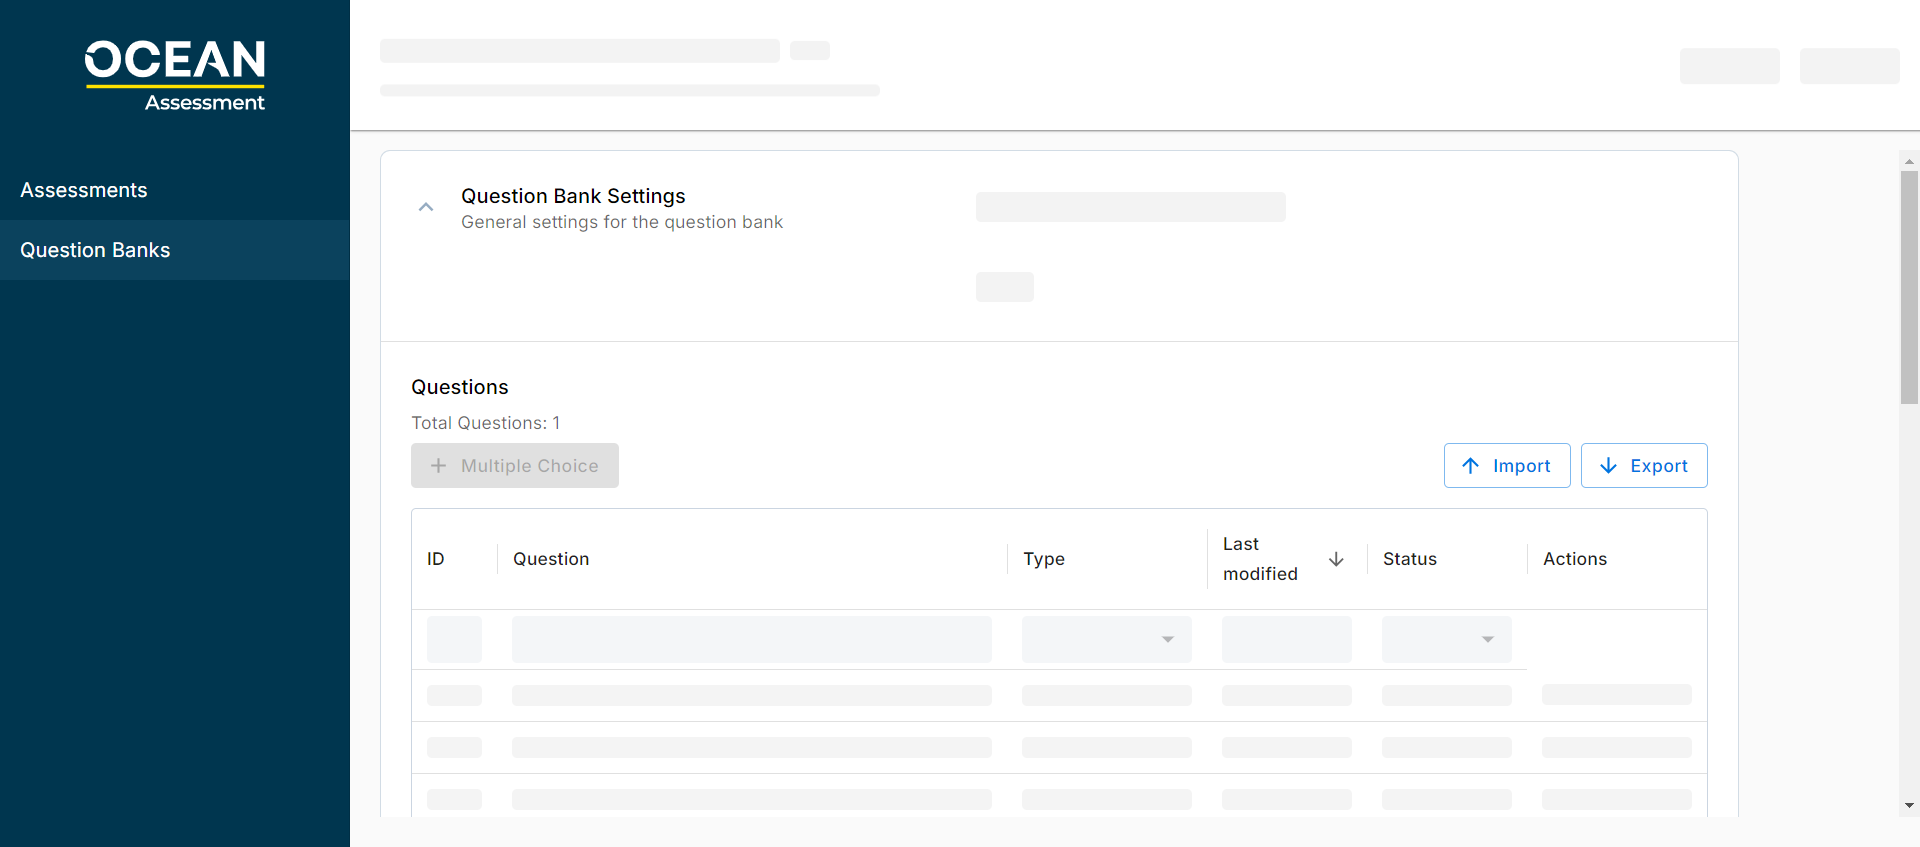 OCEAN
Assessment
Assessments
Question Banks
Question Bank Settings
General settings for the question bank
Questions
Total Questions: 1
Multiple Choice
Import
Export
ID
Question
Type
Last
modified
Status
Actions